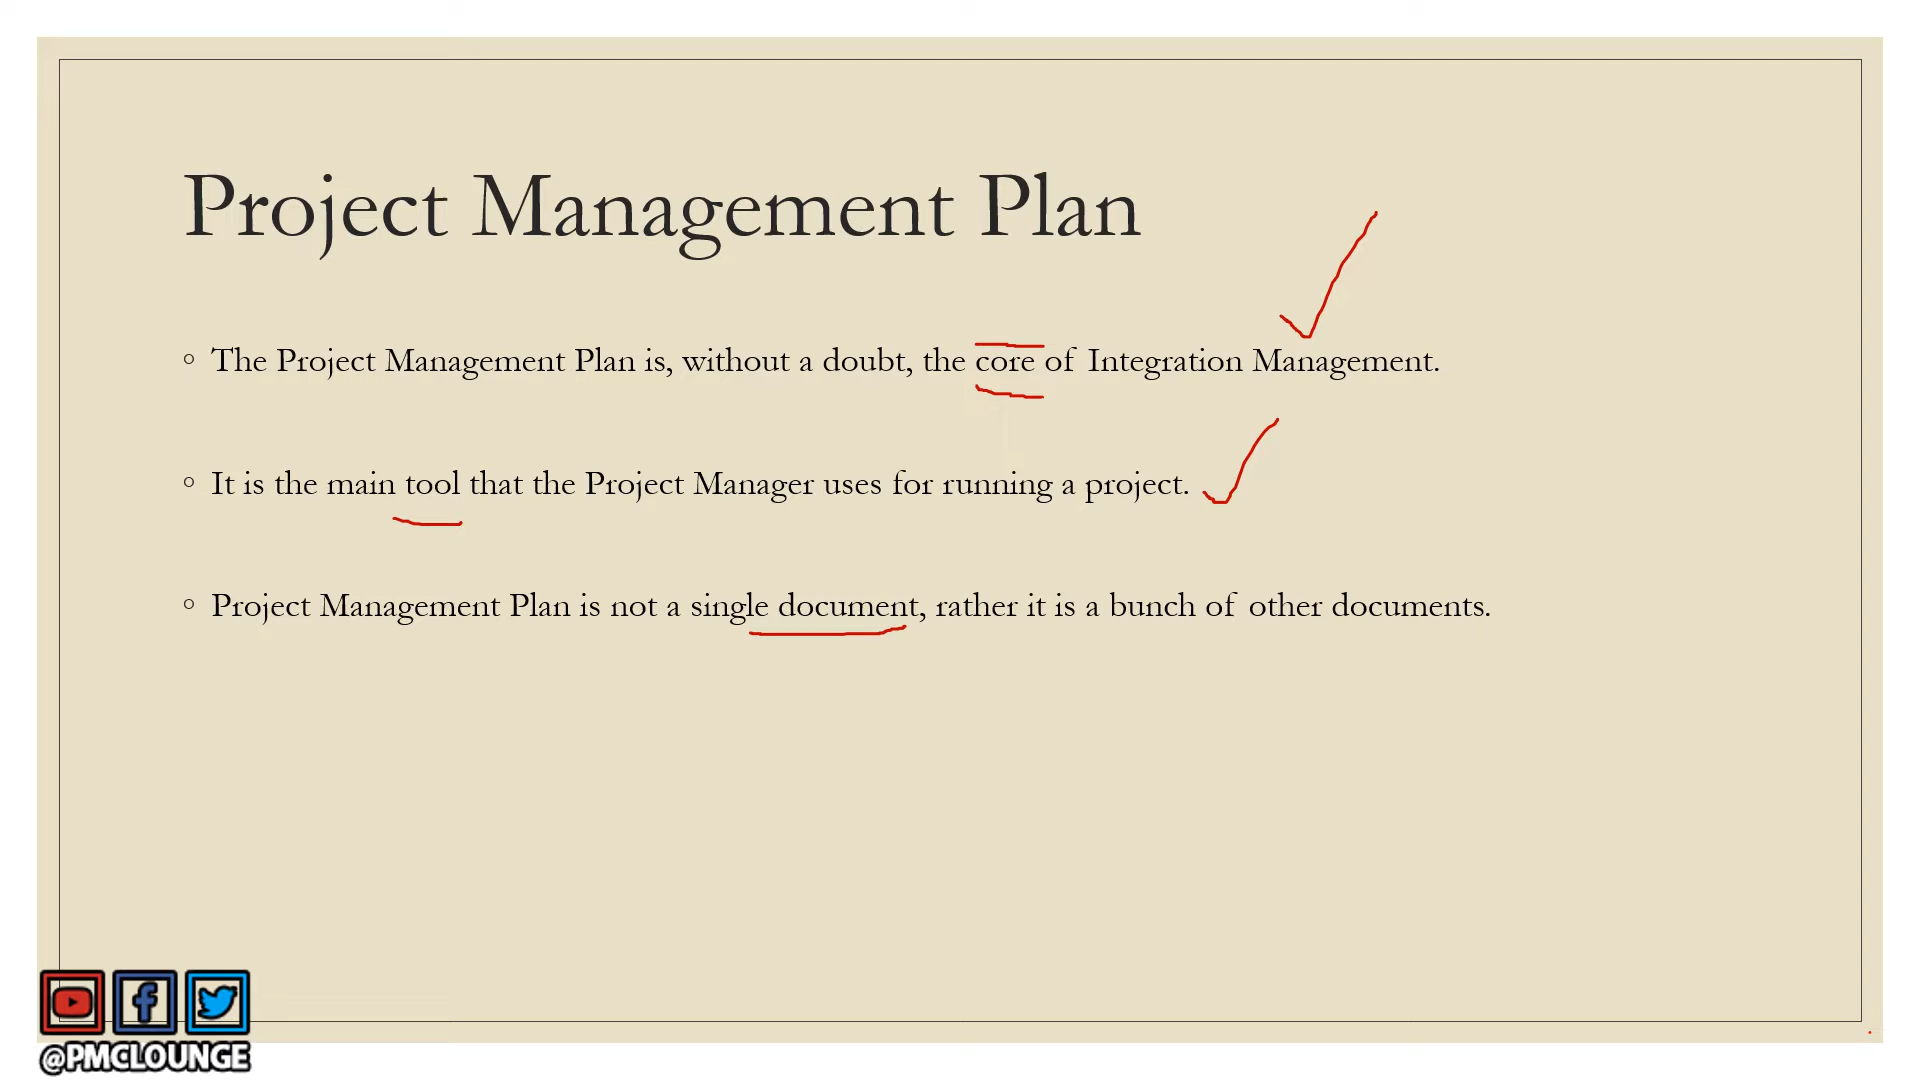 Project Management Plan
The Project Management Plan is, without a doubt, the core of Integration Management.
It is the main tool that the Project Manager uses for running a project.
Project Management Plan is not a single document, rather it is a bunch of other documents.
@PMCLOUNGE